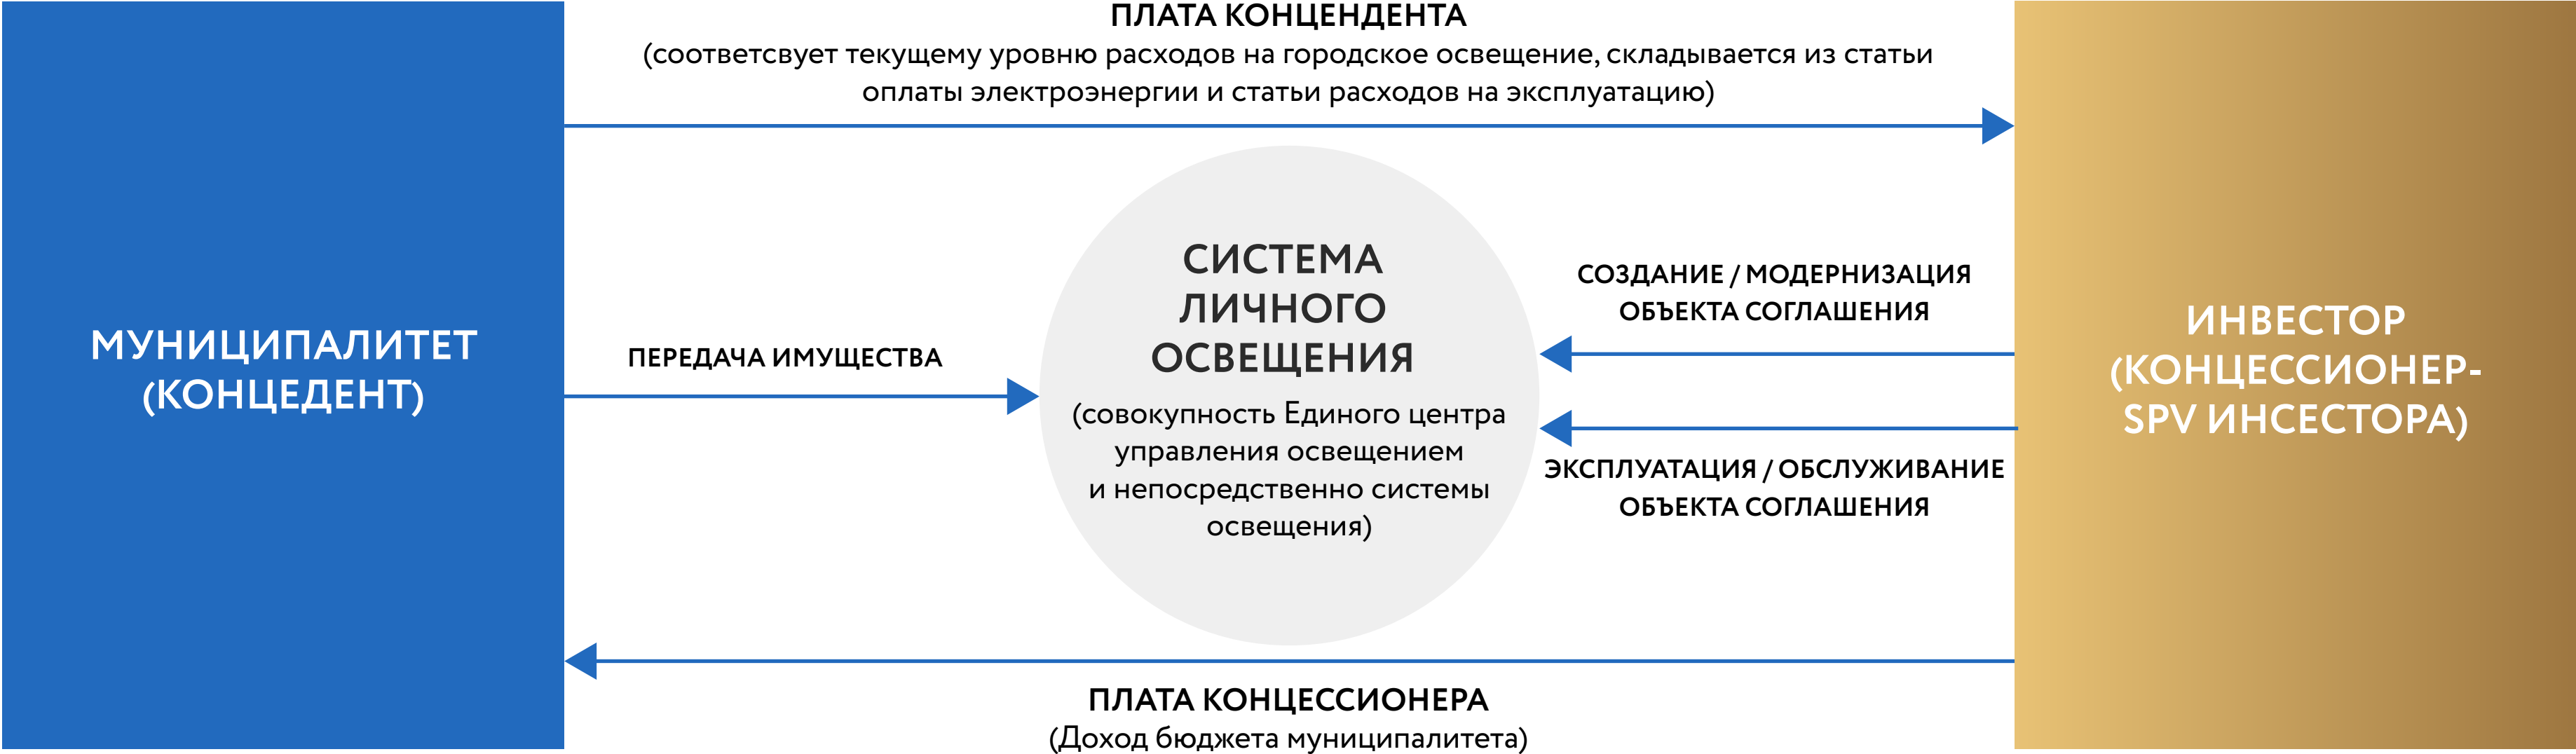 ПЛАТА КОНЦЕНДЕНТА
(соответсвует текущему уровню расходов на городское освещение, складывается из статьи
оплаты электроэнергии и статьи расходов на эксплуатацию)
МУНИЦИПАЛИТЕТ
(КОНЦЕДЕНТ)
ПЕРЕДАЧА ИМУЩЕСТВА
СИСТЕМА
ЛИЧНОГО
ОСВЕЩЕНИЯ
(совокупность Единого центра
управления освещением
и непосредственно системы
освещения)
СОЗДАНИЕ / МОДЕРНИЗАЦИЯ
ОБЪЕКТА СОГЛАШЕНИЯ
ЭКСПЛУАТАЦИЯ / ОБСЛУЖИВАНИЕ
ОБЪЕКТА СОГЛАШЕНИЯ
ИНВЕСТОР
(КОНЦЕССИОНЕР-
SPV ИНСЕСТОРА)
ПЛАТА КОНЦЕССИОНЕРА
(Доход бюджета муниципалитета)